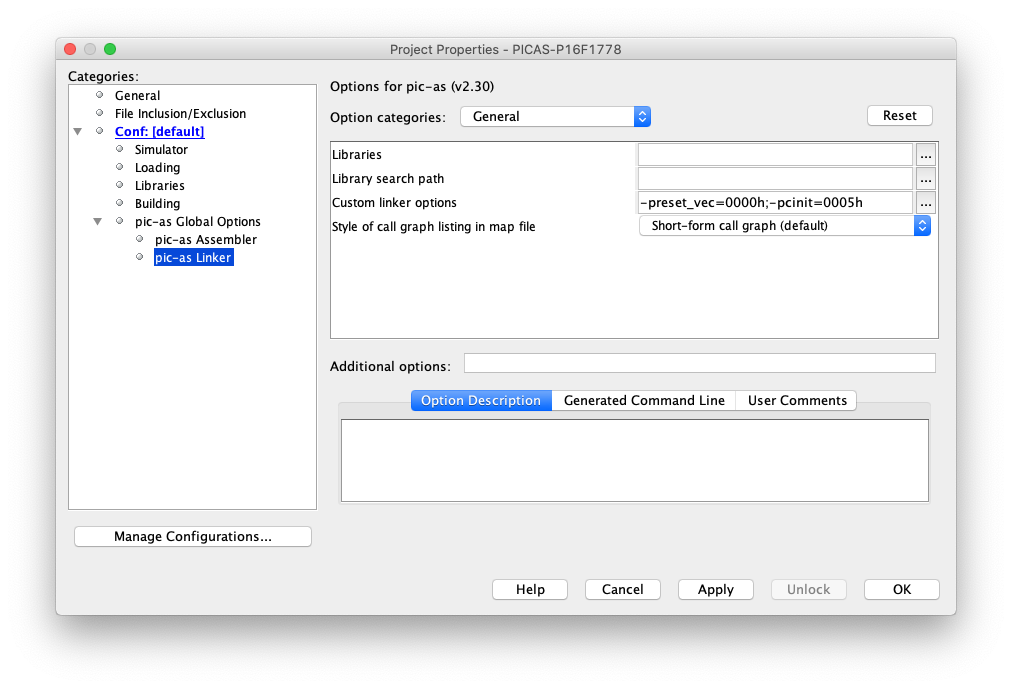 Project Properties - PICAS-P16F1778
Categories:
General
File Inclusion/Exclusion
Conf: [default]
Simulator
Loading
Libraries
Building
pic-as Global Options
pic-as Assembler
pic-as Linker
Manage Configurations...
Options for pic-as (v2.30)
Option categories: General Reset
Libraries ...
Library search path ...
Custom linker options -preset_vec=0000h;-pcinit=0005h ...
Style of call graph listing in map file Short-form call graph (default)
Additional options:
Option Description Generated Command Line User Comments
Help Cancel Apply Unlock OK